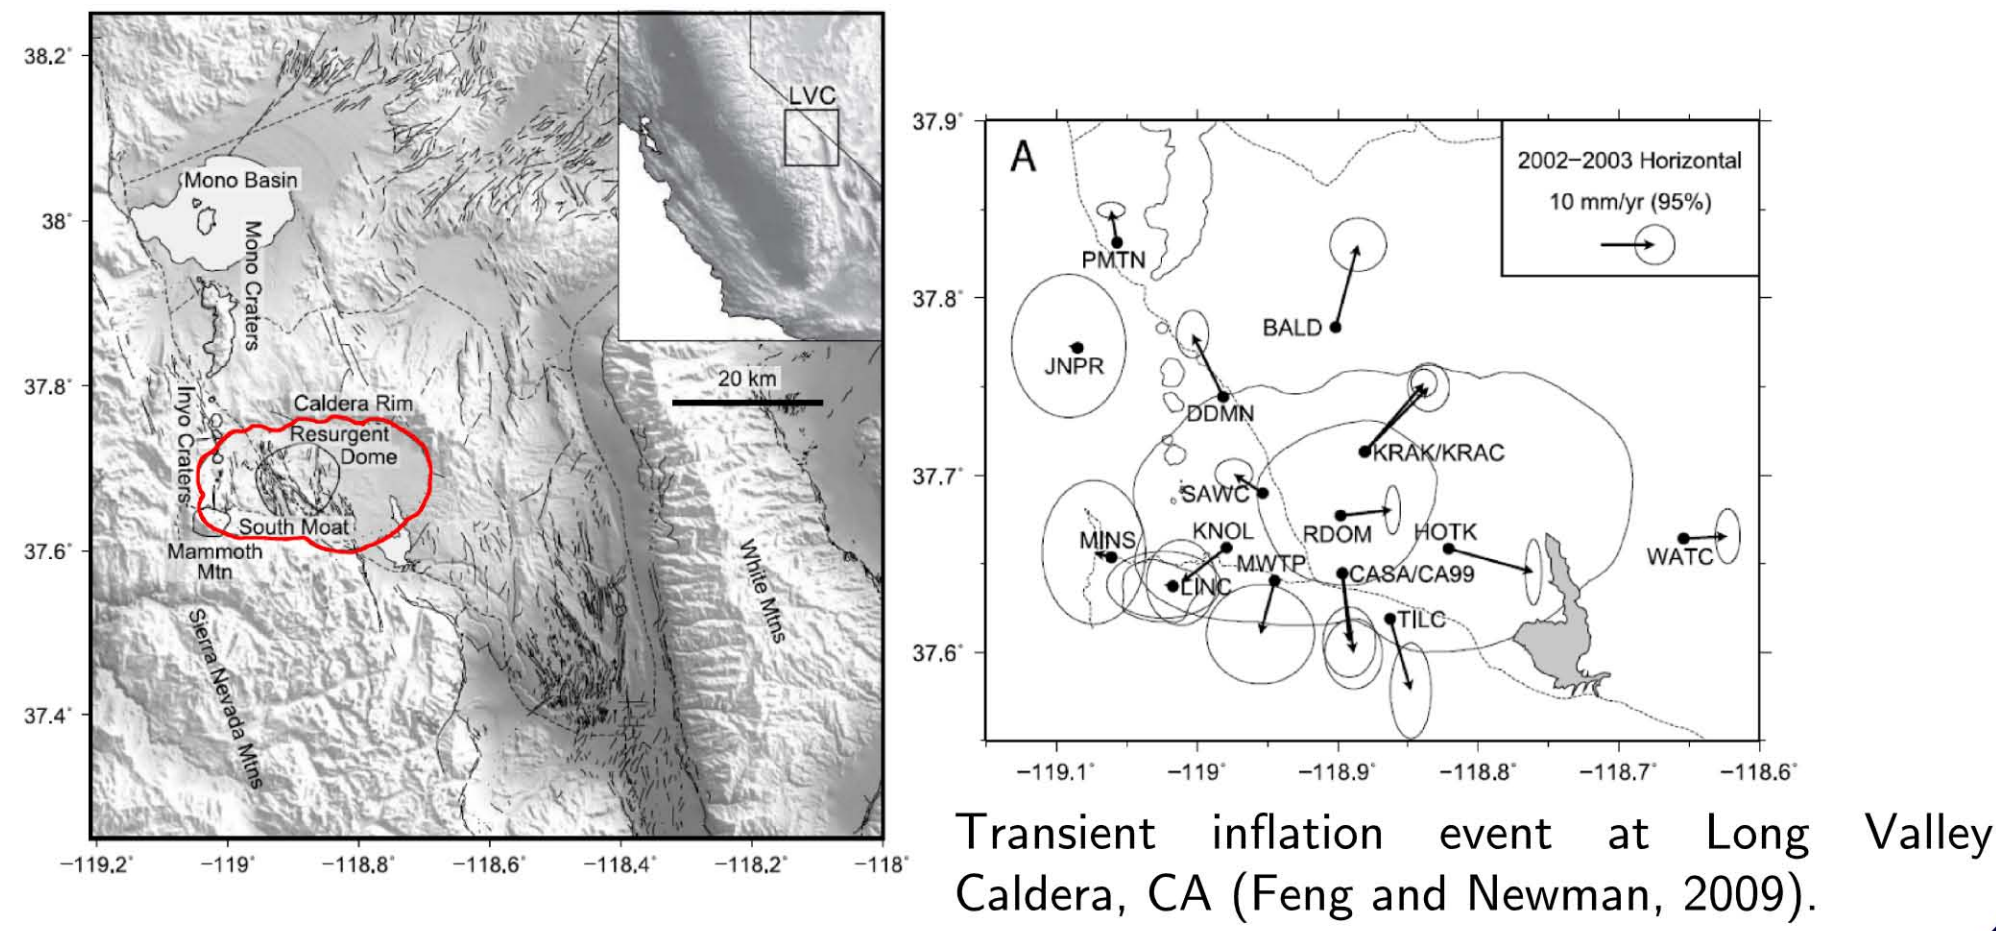 38.2°
38°
37.8°
37.6°
37.4°
−119.2
−119°
−118.8°
−118.6°
−118.4°
−118.2°
−118°
LVC
Mono Basin
Mono Craters
20 km
Caldera Rim
Resurgent
Dome
Inyo Craters
South Moat
Mammoth
Mtn
White Mtns
Sierra Nevada Mtns
37.9°
37.8°
37.7°
37.6°
−119.1°
−119°
−118.9°
−118.8°
−118.7°
−118.6°
A
2002−2003 Horizontal
10 mm/yr (95%)
PMTN
BALD
JNPR
DDMN
KRAK/KRAC
SAWC
RDOM
HOTK
WATC
MINS
KNOL
MWTP
CASA/CA99
LINC
TILC
Transient inflation event at Long Valley
Caldera, CA (Feng and Newman, 2009).